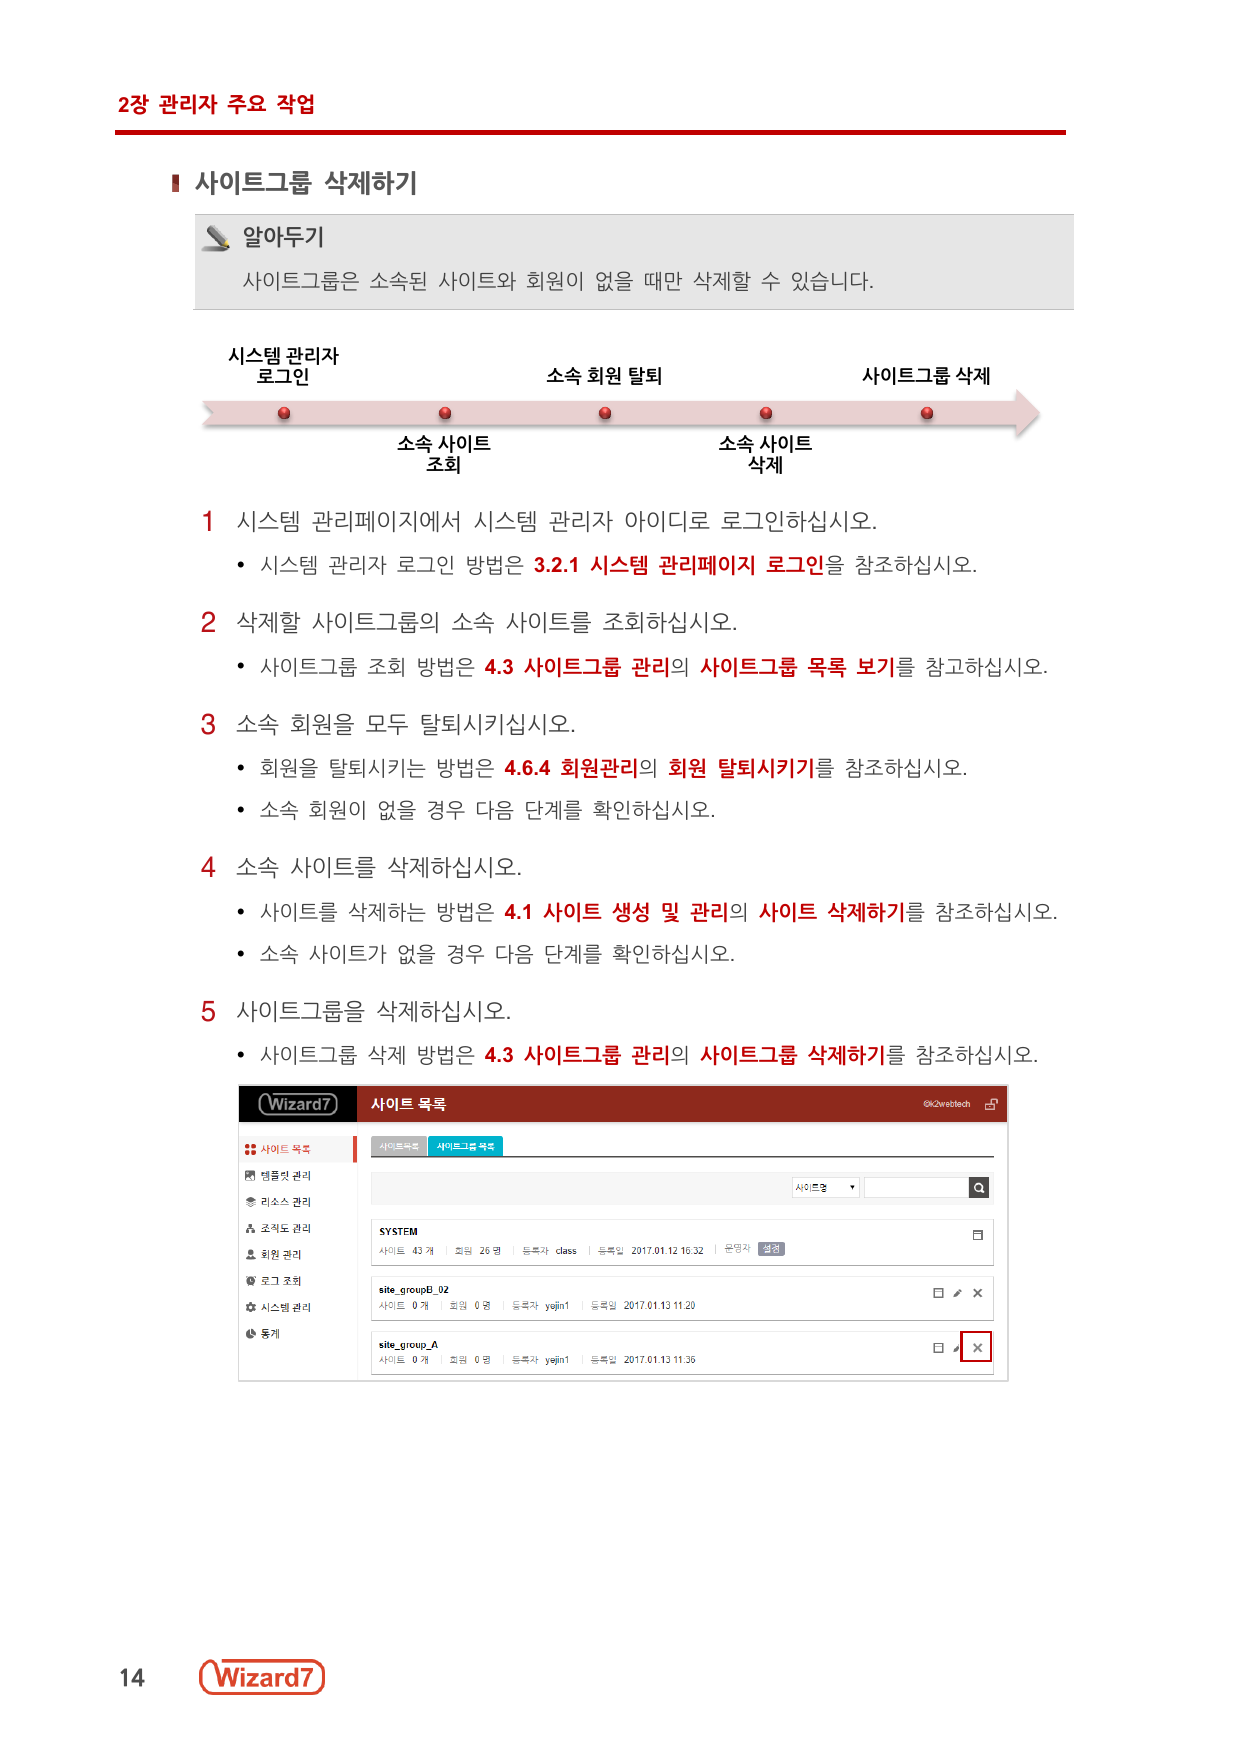 2장 관리자 주요 작업
사이트그룹 삭제하기
알아두기
사이트그룹은 소속된 사이트와 회원이 없을 때만 삭제할 수 있습니다.
시스템 관리자
로그인
소속 회원 탈퇴
사이트그룹 삭제
소속 사이트
조회
소속 사이트
삭제
1 시스템 관리페이지에서 시스템 관리자 아이디로 로그인하십시오.
• 시스템 관리자 로그인 방법은 3.2.1 시스템 관리페이지 로그인을 참조하십시오.
2 삭제할 사이트그룹의 소속 사이트를 조회하십시오.
• 사이트그룹 조회 방법은 4.3 사이트그룹 관리의 사이트그룹 목록 보기를 참고하십시오.
3 소속 회원을 모두 탈퇴시키십시오.
• 회원을 탈퇴시키는 방법은 4.6.4 회원관리의 회원 탈퇴시키기를 참조하십시오.
• 소속 회원이 없을 경우 다음 단계를 확인하십시오.
4 소속 사이트를 삭제하십시오.
• 사이트를 삭제하는 방법은 4.1 사이트 생성 및 관리의 사이트 삭제하기를 참조하십시오.
• 소속 사이트가 없을 경우 다음 단계를 확인하십시오.
5 사이트그룹을 삭제하십시오.
• 사이트그룹 삭제 방법은 4.3 사이트그룹 관리의 사이트그룹 삭제하기를 참조하십시오.
Wizard7 사이트 목록 @k2webtech
사이트 목록
템플릿 관리
리소스 관리
조직도 관리
회원 관리
로그 조회
시스템 관리
통계
사이트목록 사이트그룹 목록
사이트명
SYSTEM
사이트 43 개 회원 26 명 등록자 class 등록일 2017.01.12 16:32 운영자 설정
site_groupB_02
사이트 0 개 회원 0 명 등록자 yejin1 등록일 2017.01.13 11:20
site_group_A
사이트 0 개 회원 0 명 등록자 yejin1 등록일 2017.01.13 11:36
14 Wizard7